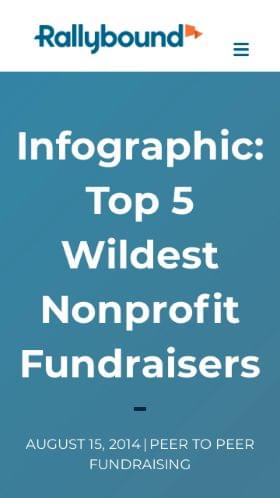 Rallybound
Infographic:
Top 5
Wildest
Nonprofit
Fundraisers
AUGUST 15, 2014 | PEER TO PEER
FUNDRAISING